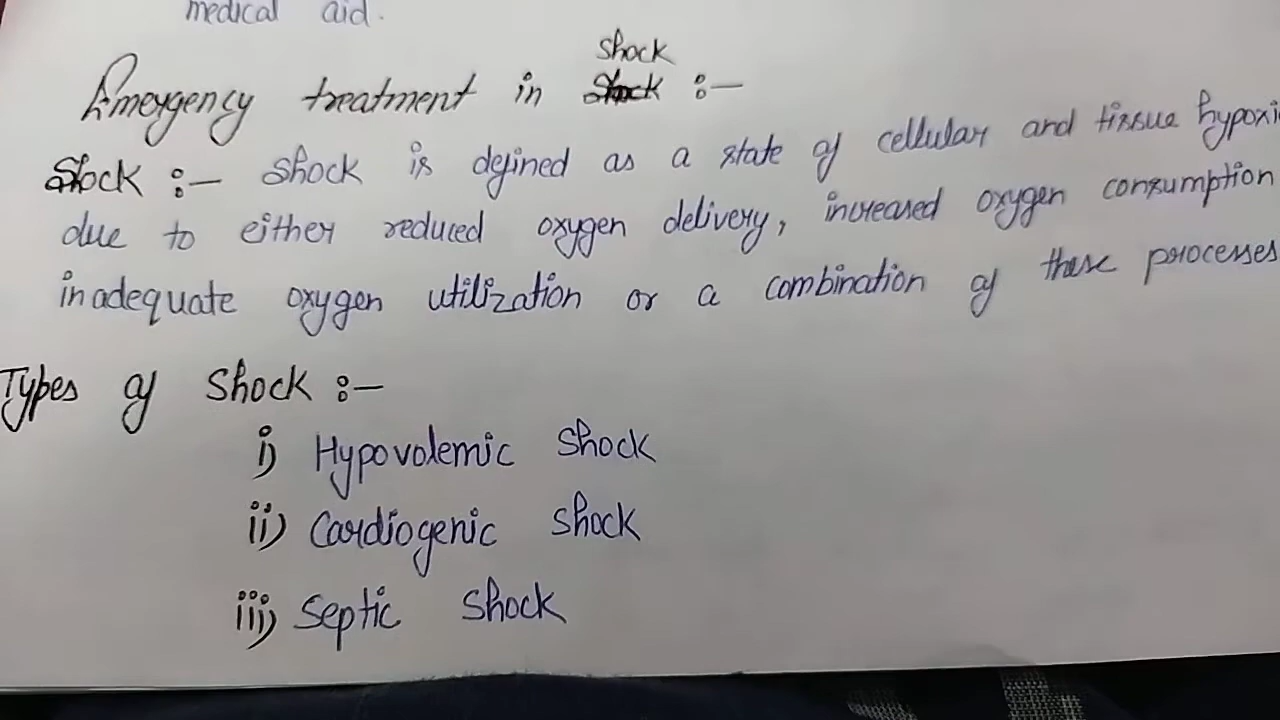 medical aid.
Emergency treatment in shock :-
Shock :- Shock is defined as a state of cellular and tissue hypoxi
due to either reduced oxygen delivery, increased oxygen consumption
inadequate oxygen utilization or a combination of these processes
Types of Shock :-
i) Hypovolemic Shock
ii) Cardiogenic Shock
iii) Septic Shock